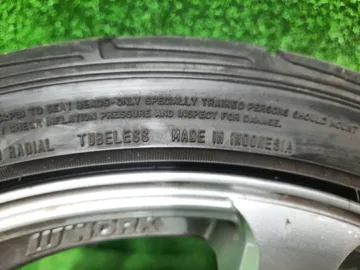 TO SEAT BEADS-ONLY SPECIALLY TRAINED PERSONS SHOULD
CHECK INFLATION PRESSURE AND INSPECT FOR DAMAGE.
RADIAL TUBELESS MADE IN INDONESIA
WORK